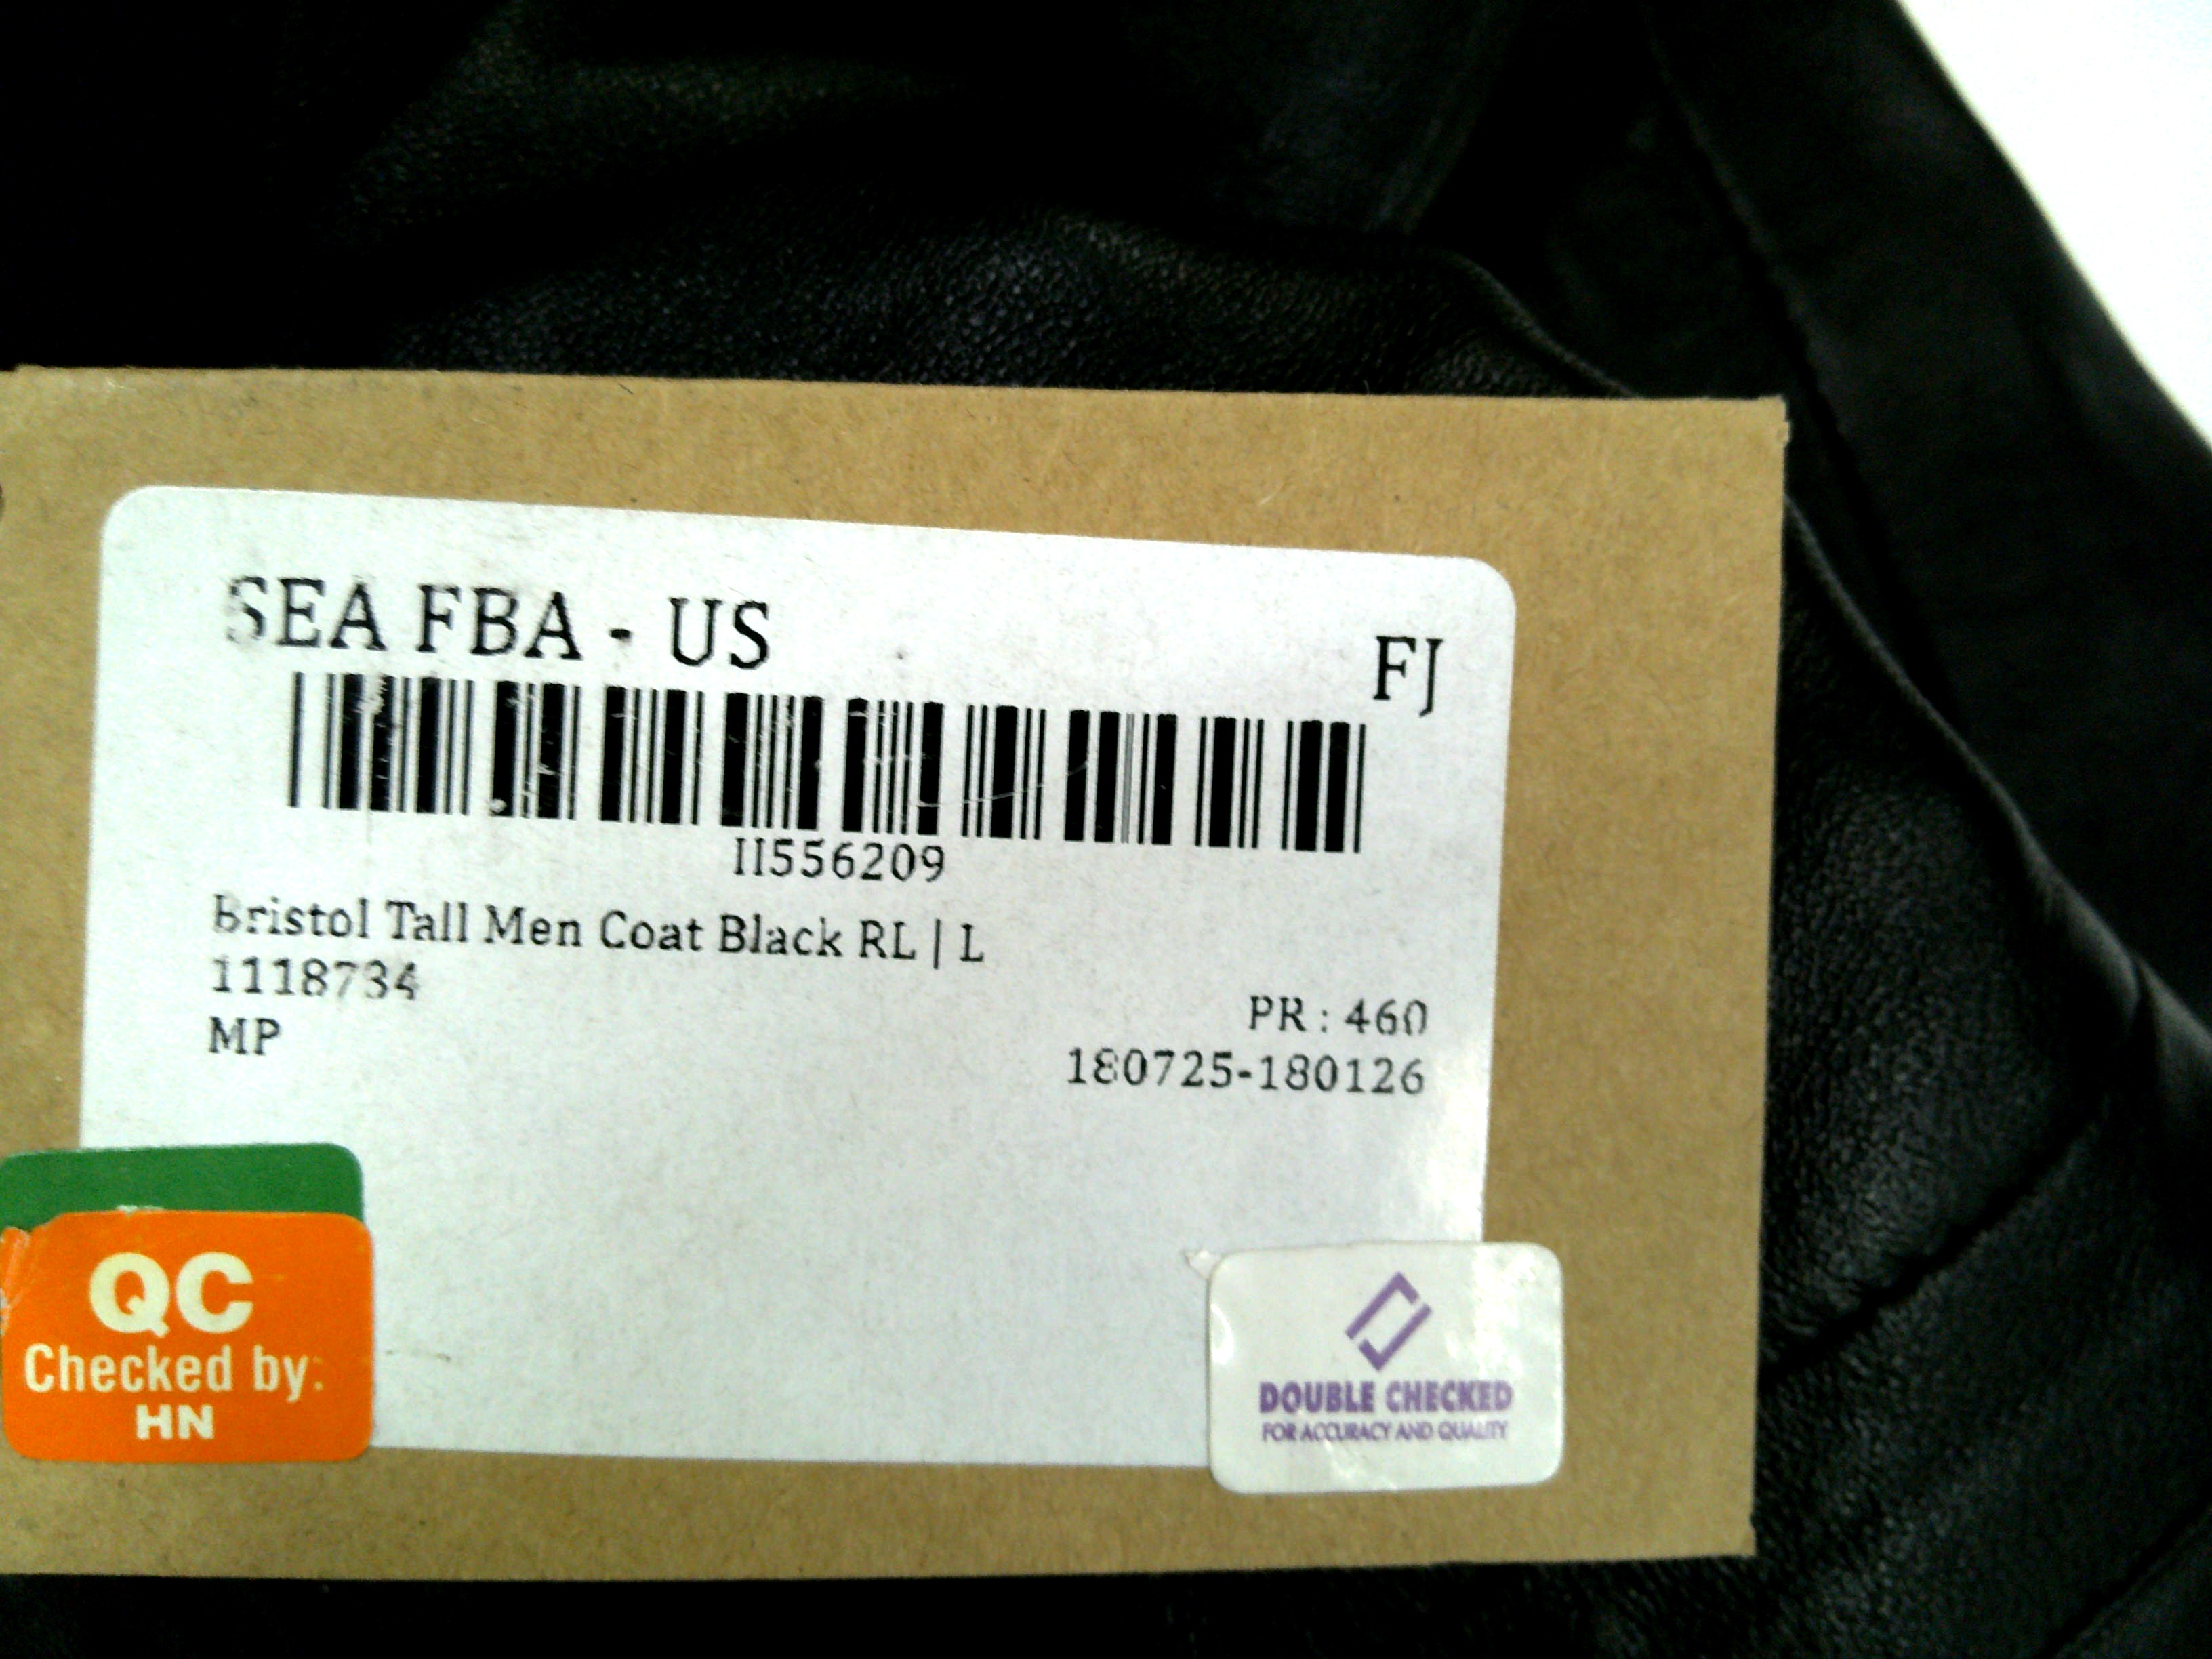 SEA FBA - US
FJ
II556209
Bristol Tall Men Coat Black RL | L
1118734
MP
PR : 460
180725-180126
QC
Checked by:
HN
DOUBLE CHECKED
FOR ACCURACY AND QUALITY